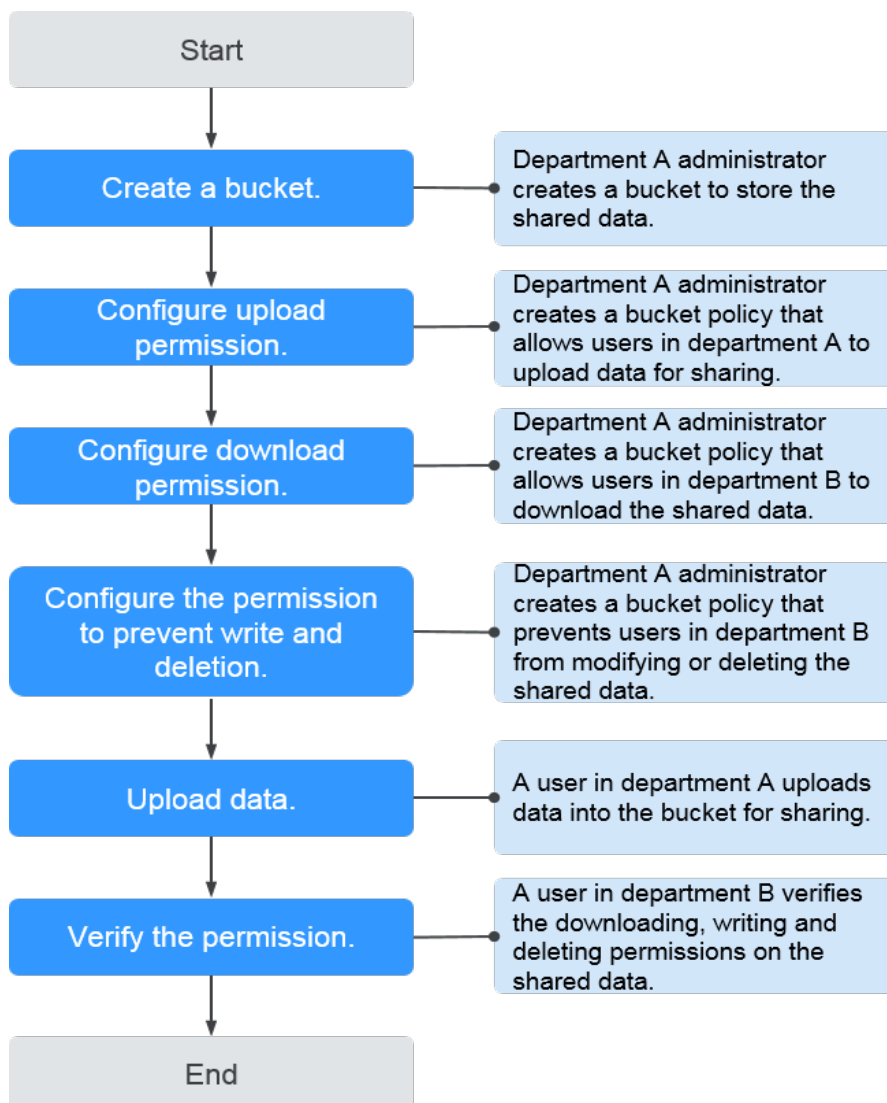 Start
Create a bucket.
Department A administrator
creates a bucket to store the
shared data.
Configure upload
permission.
Department A administrator
creates a bucket policy that
allows users in department A to
upload data for sharing.
Configure download
permission.
Department A administrator
creates a bucket policy that
allows users in department B to
download the shared data.
Configure the permission
to prevent write and
deletion.
Department A administrator
creates a bucket policy that
prevents users in department B
from modifying or deleting the
shared data.
Upload data.
A user in department A uploads
data into the bucket for sharing.
Verify the permission.
A user in department B verifies
the downloading, writing and
deleting permissions on the
shared data.
End